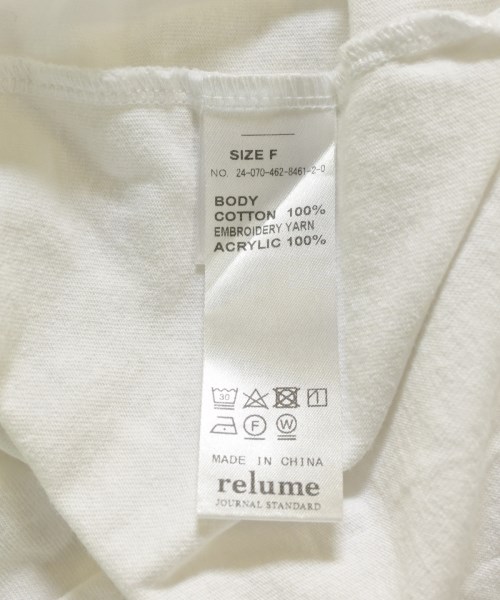 SIZE F
NO. 24-070-462-8461-2-0
BODY
COTTON 100%
EMBROIDERY YARN
ACRYLIC 100%
30
F W
MADE IN CHINA
relume
JOURNAL STANDARD